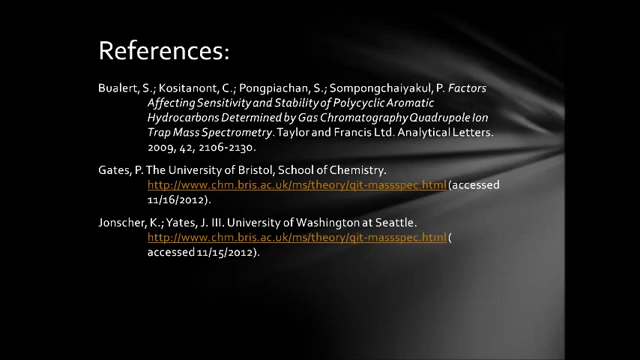 References:
Bualert, S.; Kositanont, C.; Pongpiachan, S.; Sompongchaiyakul, P. Factors
Affecting Sensitivity and Stability of Polycyclic Aromatic
Hydrocarbons Determined by Gas Chromatography Quadrupole Ion
Trap Mass Spectrometry. Taylor and Francis Ltd. Analytical Letters.
2009, 42, 2106-2130.
Gates, P. The University of Bristol, School of Chemistry.
http://www.chm.bris.ac.uk/ms/theory/qit-massspec.html (accessed
11/16/2012).
Jonscher, K.; Yates, J. III. University of Washington at Seattle.
http://www.chm.bris.ac.uk/ms/theory/qit-massspec.html (
accessed 11/15/2012).